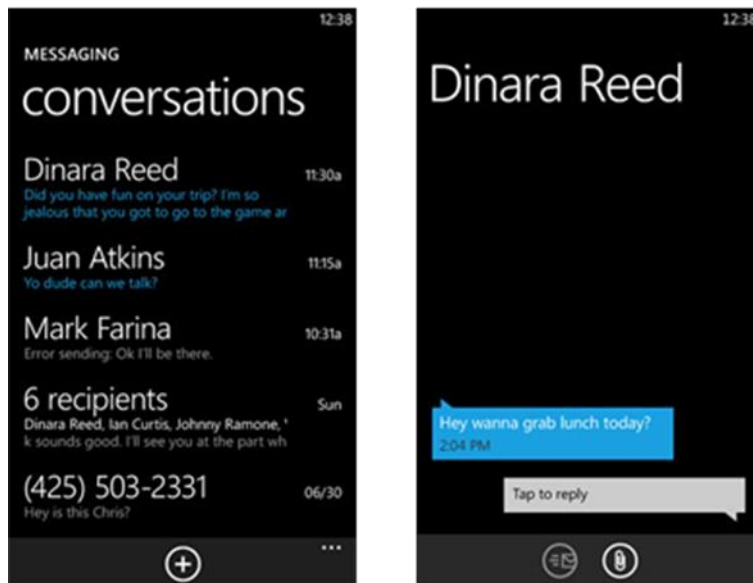 12:38
MESSAGING
conversations
Dinara Reed
11:30a
Did you have fun on your trip? I'm so
jealous that you got to go to the game ar
Juan Atkins
11:15a
Yo dude can we talk?
Mark Farina
10:31a
Error sending: Ok I'll be there.
6 recipients
Sun
Dinara Reed, Ian Curtis, Johnny Ramone, '
k sounds good. I'll see you at the part wh
(425) 503-2331
06/30
Hey is this Chris?
12:38
Dinara Reed
Hey wanna grab lunch today?
2:04 PM
Tap to reply